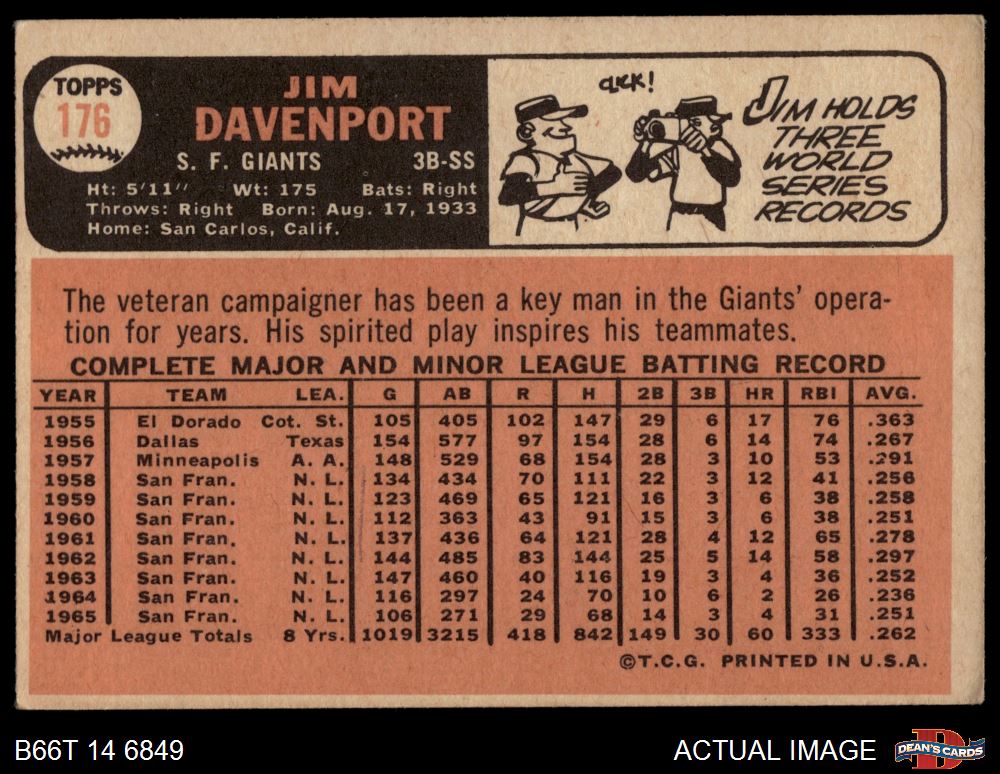 TOPPS
176
JIM
DAVENPORT
S. F. GIANTS 3B-SS
Ht: 5'11" Wt: 175 Bats: Right
Throws: Right Born: Aug. 17, 1933
Home: San Carlos, Calif.
CLICK!
JIM HOLDS
THREE
WORLD
SERIES
RECORDS
The veteran campaigner has been a key man in the Giants' opera-
tion for years. His spirited play inspires his teammates.
COMPLETE MAJOR AND MINOR LEAGUE BATTING RECORD
YEAR TEAM LEA. G AB R H 2B 3B HR RBI AVG.
1955 El Dorado Cot. St. 105 405 102 147 29 6 17 76 .363
1956 Dallas Texas 154 577 97 154 28 6 14 74 .267
1957 Minneapolis A. A. 148 529 68 154 28 3 10 53 .291
1958 San Fran. N. L. 134 434 70 111 22 3 12 41 .256
1959 San Fran. N. L. 123 469 65 121 16 3 6 38 .258
1960 San Fran. N. L. 112 363 43 91 15 3 6 38 .251
1961 San Fran. N. L. 137 436 64 121 28 4 12 65 .278
1962 San Fran. N. L. 144 485 83 144 25 5 14 58 .297
1963 San Fran. N. L. 147 460 40 116 19 3 4 36 .252
1964 San Fran. N. L. 116 297 24 70 10 6 2 26 .236
1965 San Fran. N. L. 106 271 29 68 14 3 4 31 .251
Major League Totals 8 Yrs. 1019 3215 418 842 149 30 60 333 .262
©T.C.G. PRINTED IN U.S.A.
B66T 14 6849 ACTUAL IMAGE DEAN'S CARDS